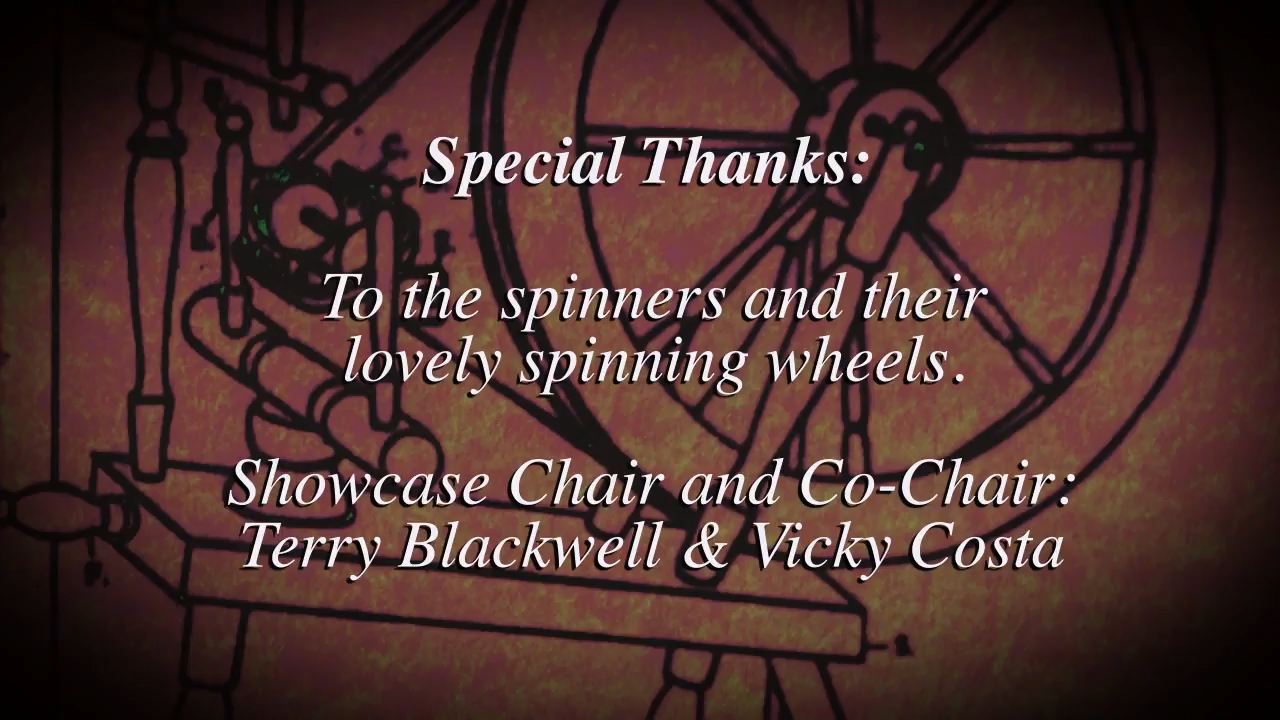 Special Thanks:
To the spinners and their
lovely spinning wheels.
Showcase Chair and Co-Chair:
Terry Blackwell & Vicky Costa